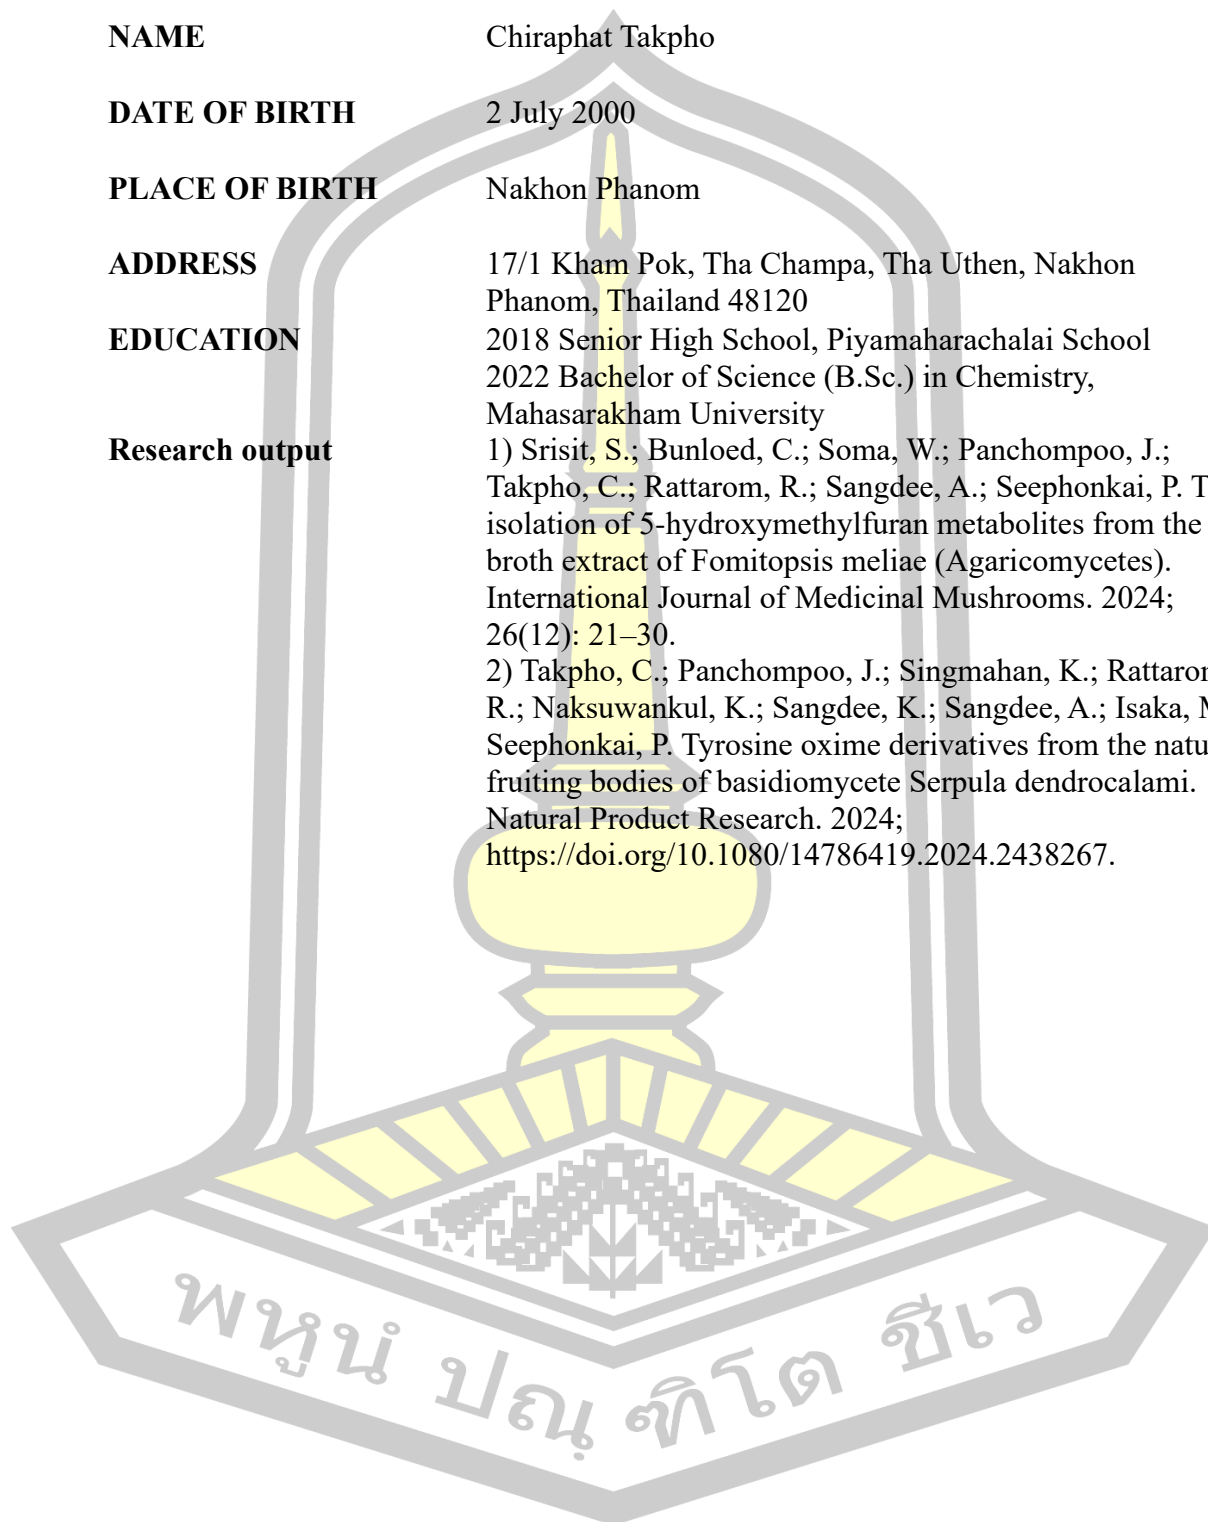 NAME Chiraphat Takpho
DATE OF BIRTH 2 July 2000
PLACE OF BIRTH Nakhon Phanom
ADDRESS 17/1 Kham Pok, Tha Champa, Tha Uthen, Nakhon
Phanom, Thailand 48120
EDUCATION 2018 Senior High School, Piyamaharachalai School
2022 Bachelor of Science (B.Sc.) in Chemistry,
Mahasarakham University
Research output 1) Srisit, S.; Bunloed, C.; Soma, W.; Panchompoo, J.;
Takpho, C.; Rattarom, R.; Sangdee, A.; Seephonkai, P.
isolation of 5-hydroxymethylfuran metabolites from the
broth extract of Fomitopsis meliae (Agaricomycetes).
International Journal of Medicinal Mushrooms. 2024;
26(12): 21–30.
2) Takpho, C.; Panchompoo, J.; Singmahan, K.;
R.; Naksuwankul, K.; Sangdee, K.; Sangdee, A.; Isaka,
Seephonkai, P. Tyrosine oxime derivatives from the
fruiting bodies of basidiomycete Serpula dendrocalami.
Natural Product Research. 2024;
https://doi.org/10.1080/14786419.2024.2438267.
พหูนํ ปณฺ ฑิโต ชีเว